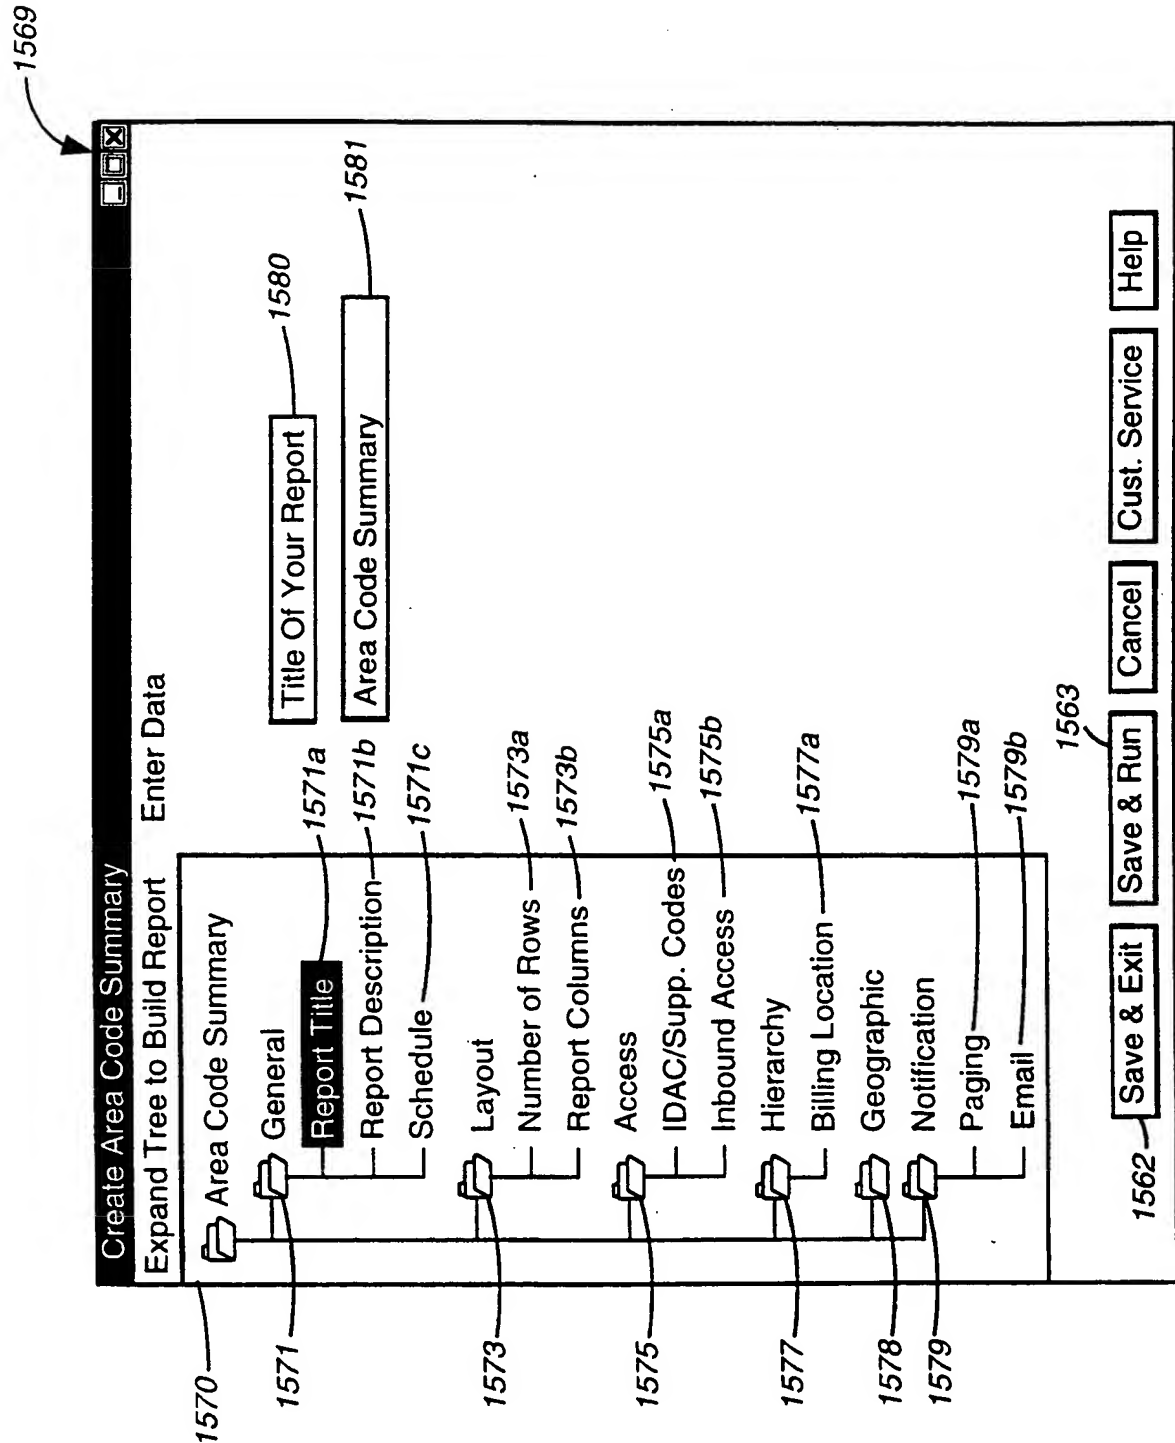 1569
Create Area Code Summary
Expand Tree to Build Report Enter Data
1570
Area Code Summary
1571
General
Report Title 1571a
Report Description 1571b
Schedule 1571c
Title Of Your Report 1580
Area Code Summary 1581
1573
Layout
Number of Rows 1573a
Report Columns 1573b
1575
Access
IDAC/Supp. Codes 1575a
Inbound Access 1575b
1577
Hierarchy
Billing Location 1577a
1578
Geographic
1579
Notification
Paging 1579a
Email 1579b
1562
1563
Save & Exit Save & Run Cancel Cust. Service Help